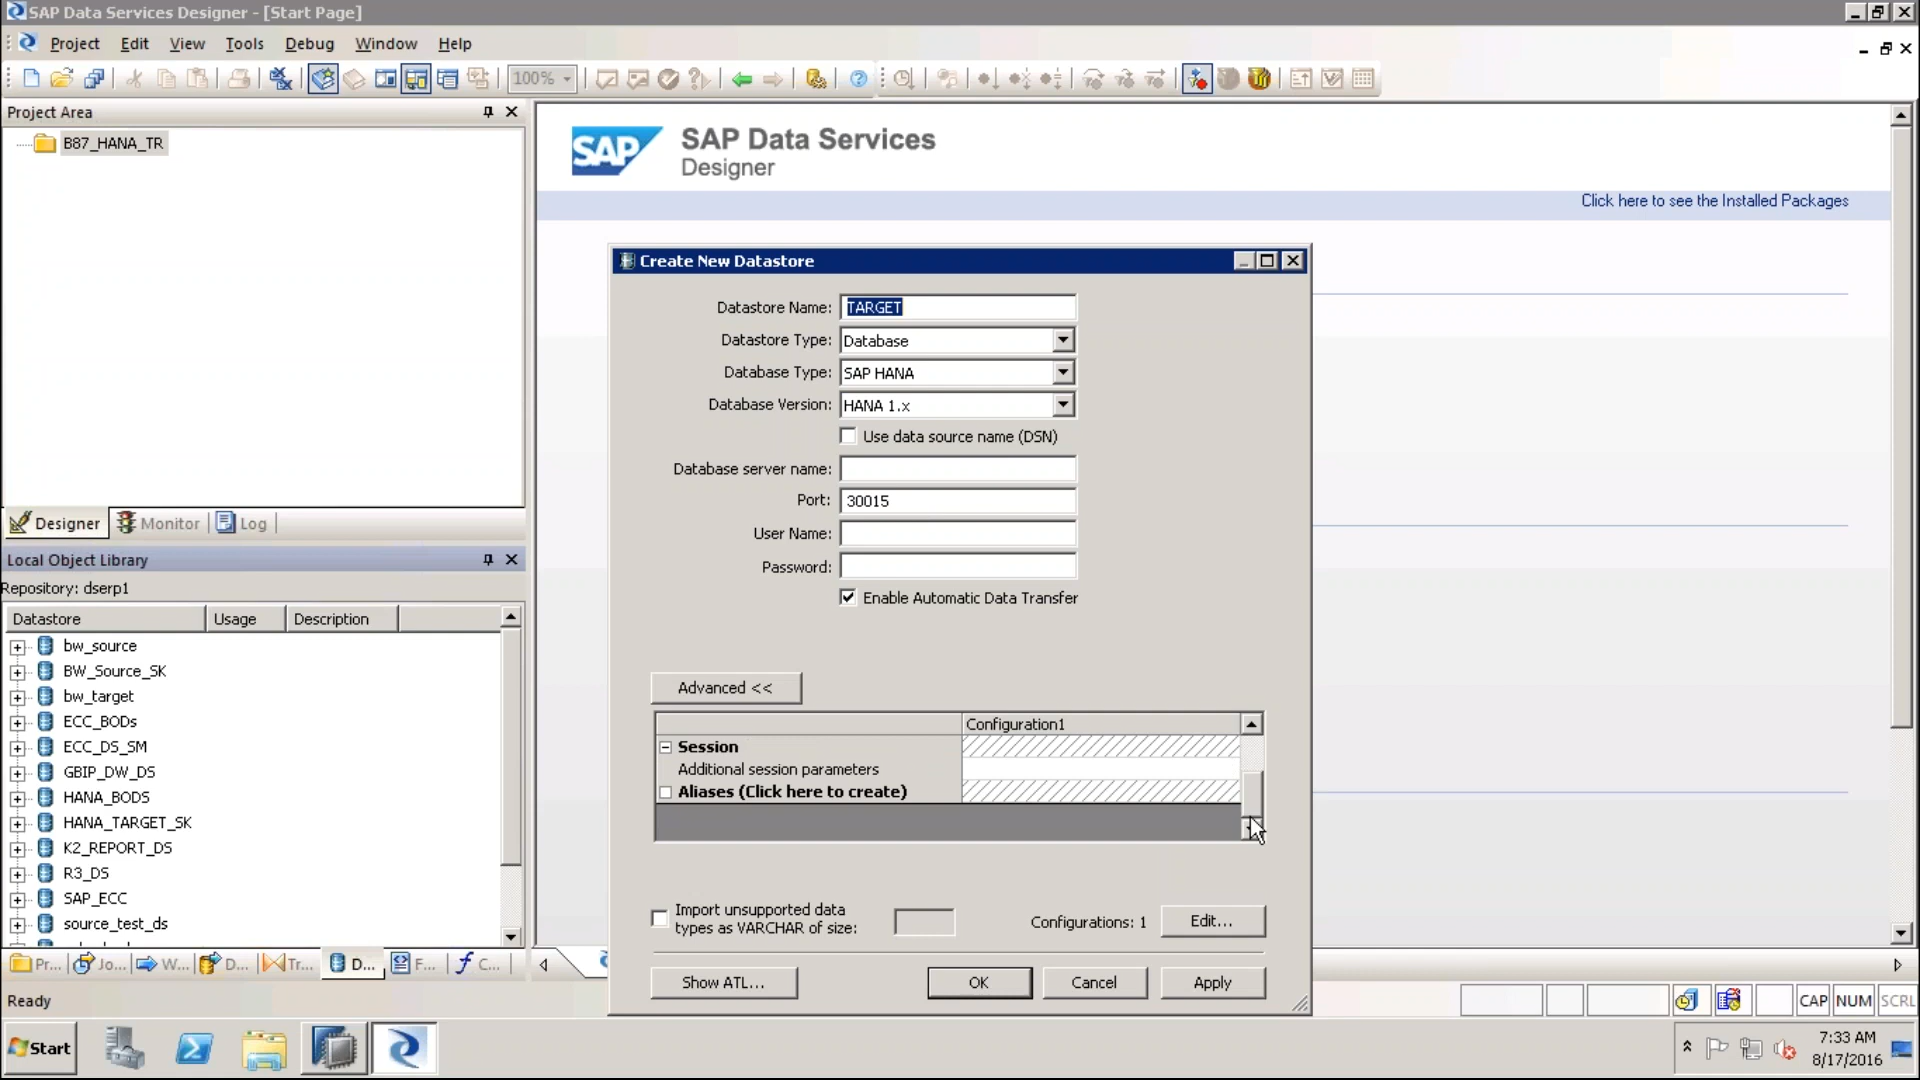 SAP Data Services Designer - [Start Page]
Project Edit View Tools Debug Window Help
100%
Project Area
B87_HANA_TR
SAP
SAP Data Services
Designer
Click here to see the Installed Packages
Create New Datastore
Datastore Name: TARGET
Datastore Type: Database
Database Type: SAP HANA
Database Version: HANA 1.x
Use data source name (DSN)
Database server name:
Port: 30015
User Name:
Password:
Enable Automatic Data Transfer
Advanced <<
Configuration1
Session
Additional session parameters
Aliases (Click here to create)
Import unsupported data
types as VARCHAR of size:
Configurations: 1
Edit...
Show ATL...
OK
Cancel
Apply
Designer Monitor Log
Local Object Library
Repository: dserp1
Datastore Usage Description
bw_source
BW_Source_SK
bw_target
ECC_BODs
ECC_DS_SM
GBIP_DW_DS
HANA_BODS
HANA_TARGET_SK
K2_REPORT_DS
R3_DS
SAP_ECC
source_test_ds
Pr... Jo... W... D... Tr... D... F... C...
Ready
CAP NUM SCRL
Start
7:33 AM
8/17/2016